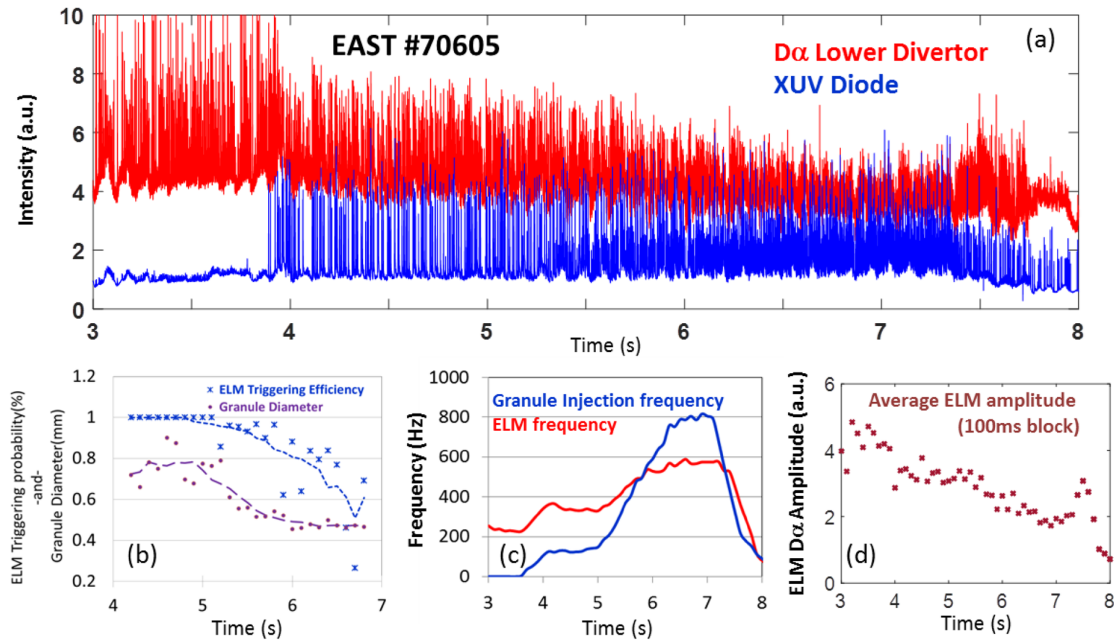 EAST #70605
Dα Lower Divertor
XUV Diode
(a)
Intensity (a.u.)
10
8
6
4
2
0
3
4
5
6
7
8
Time (s)
ELM Triggering probability(%)
-and-
Granule Diameter(mm)
1.2
1
0.8
0.6
0.4
0.2
ELM Triggering Efficiency
Granule Diameter
(b)
4
5
6
7
Time (s)
Frequency (Hz)
1000
800
600
400
200
0
Granule Injection frequency
ELM frequency
(c)
3
4
5
6
7
8
Time (s)
ELM Dα Amplitude (a.u.)
6
4
2
0
Average ELM amplitude
(100ms block)
(d)
3
4
5
6
7
8
Time (s)